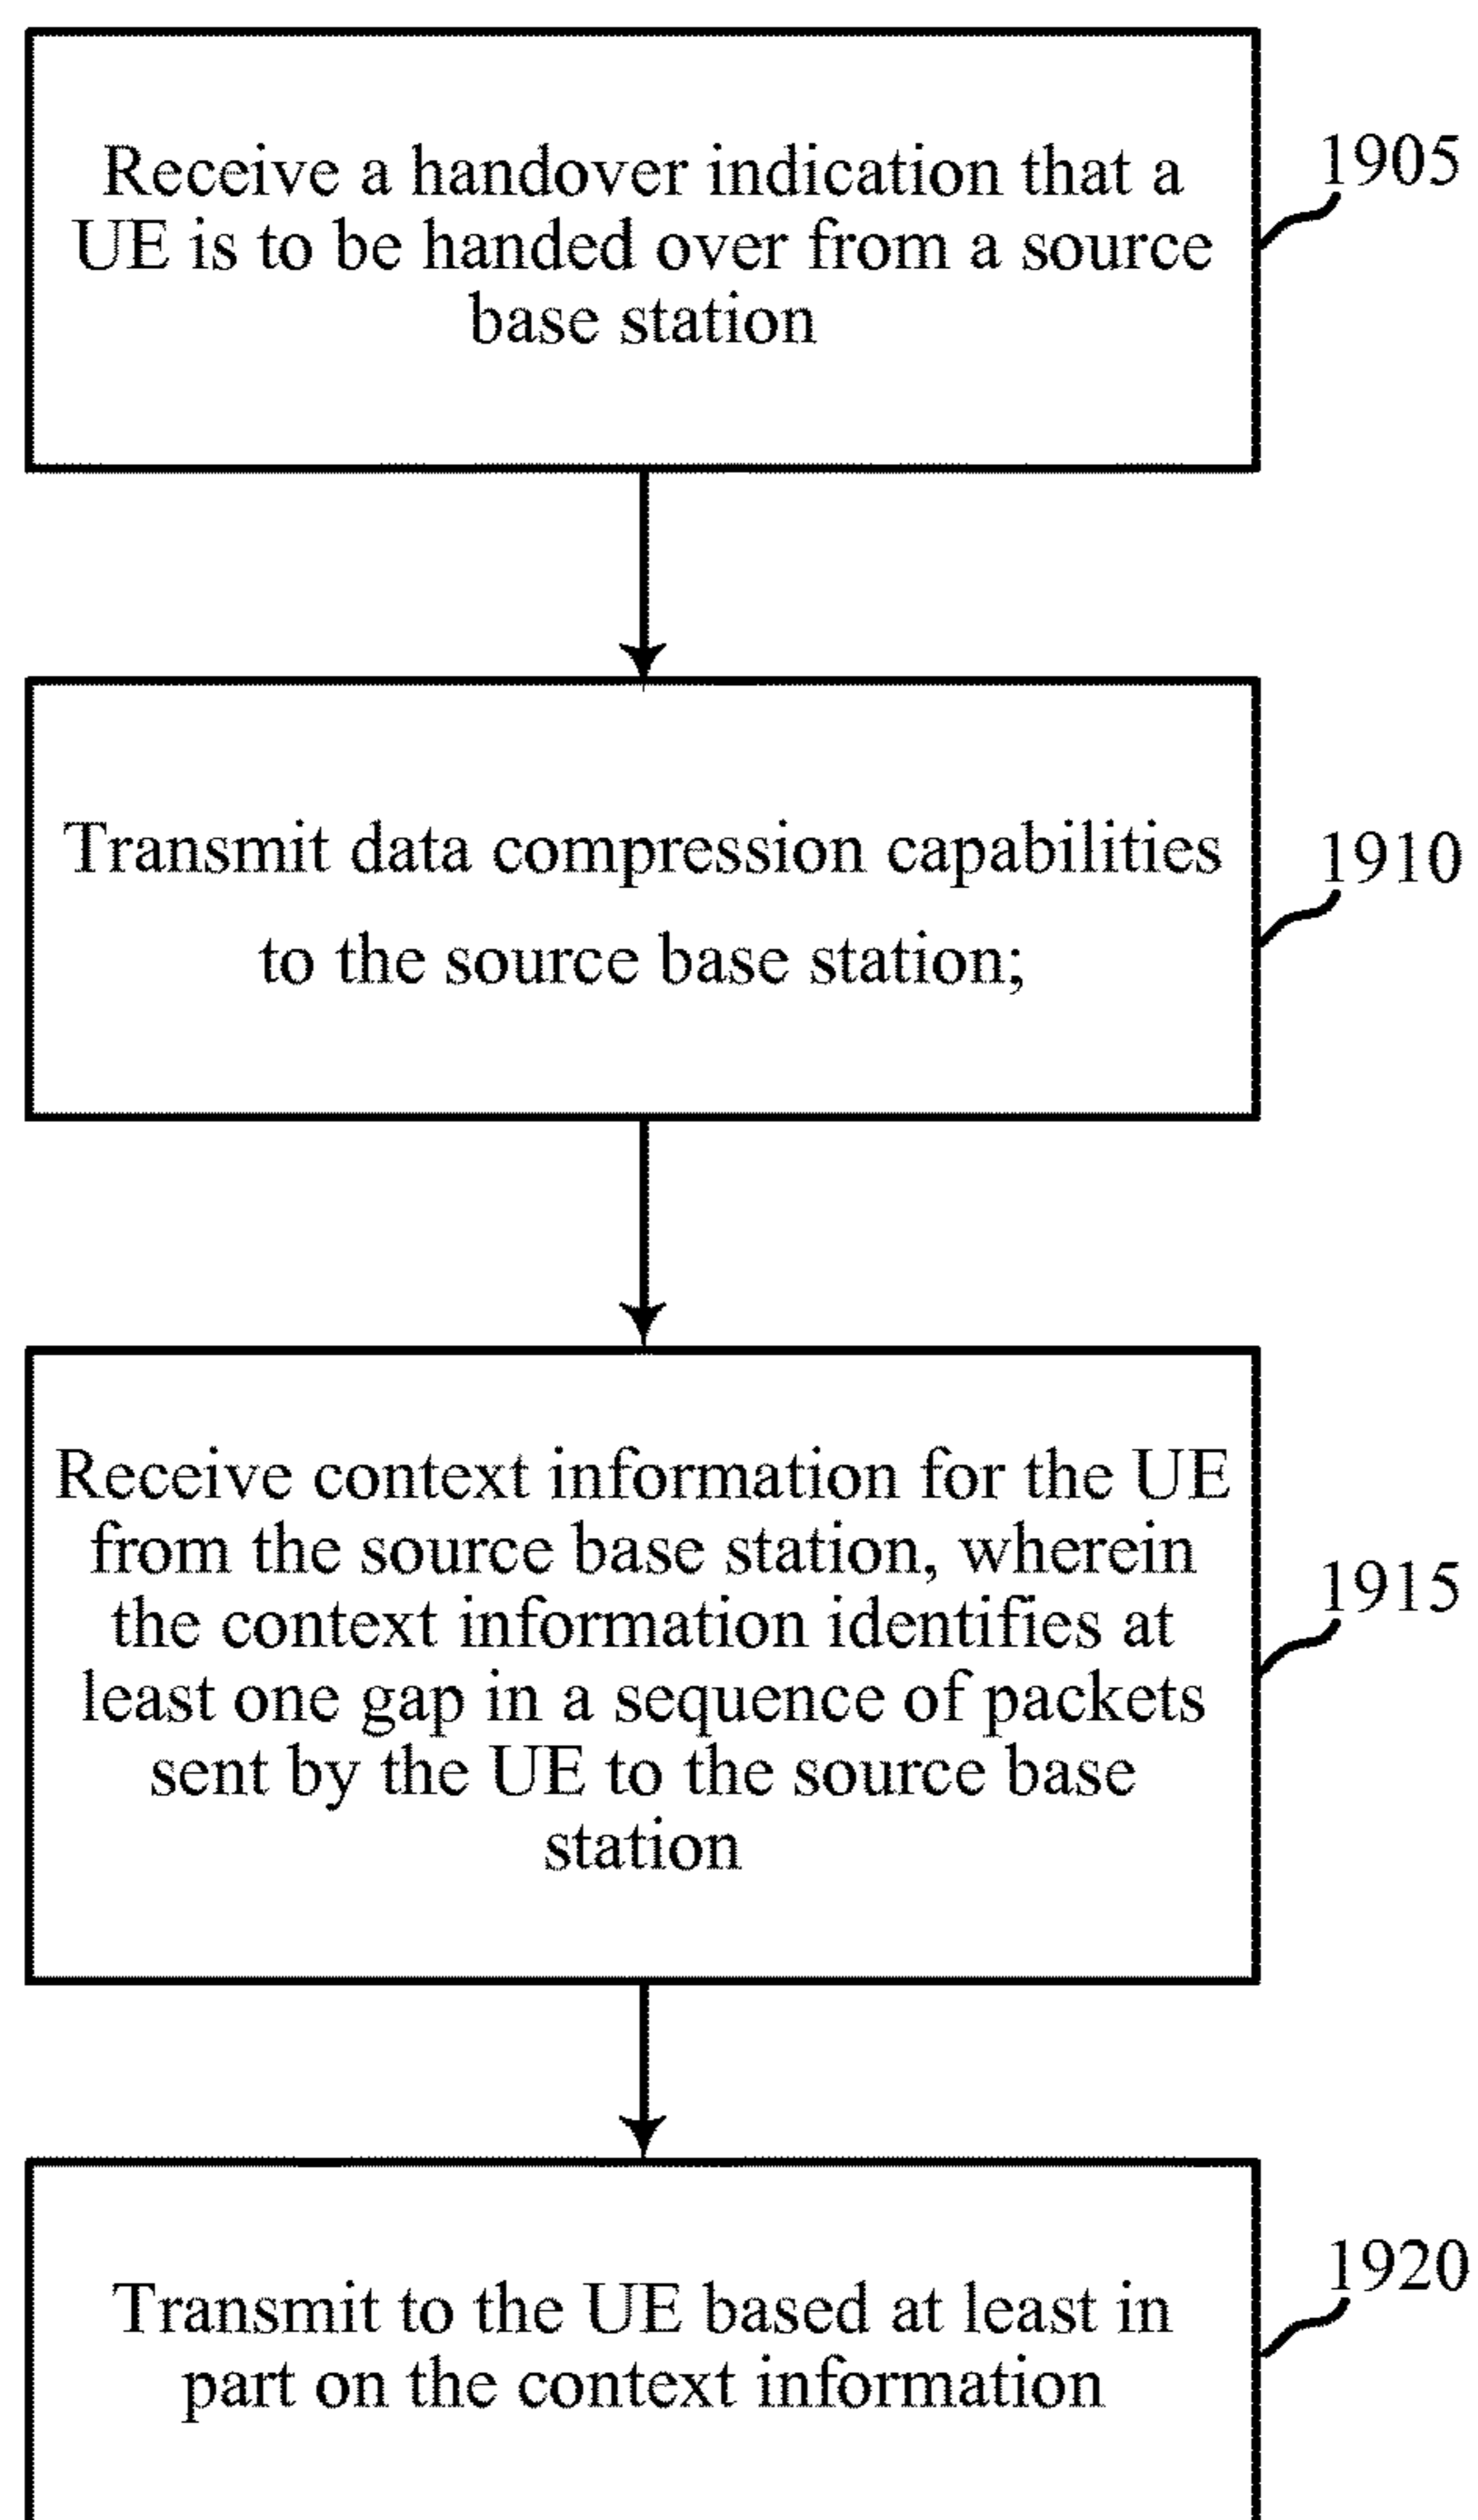 Receive a handover indication that a
UE is to be handed over from a source
base station
1905
Transmit data compression capabilities
to the source base station;
1910
Receive context information for the UE
from the source base station, wherein
the context information identifies at
least one gap in a sequence of packets
sent by the UE to the source base
station
1915
Transmit to the UE based at least in
part on the context information
1920